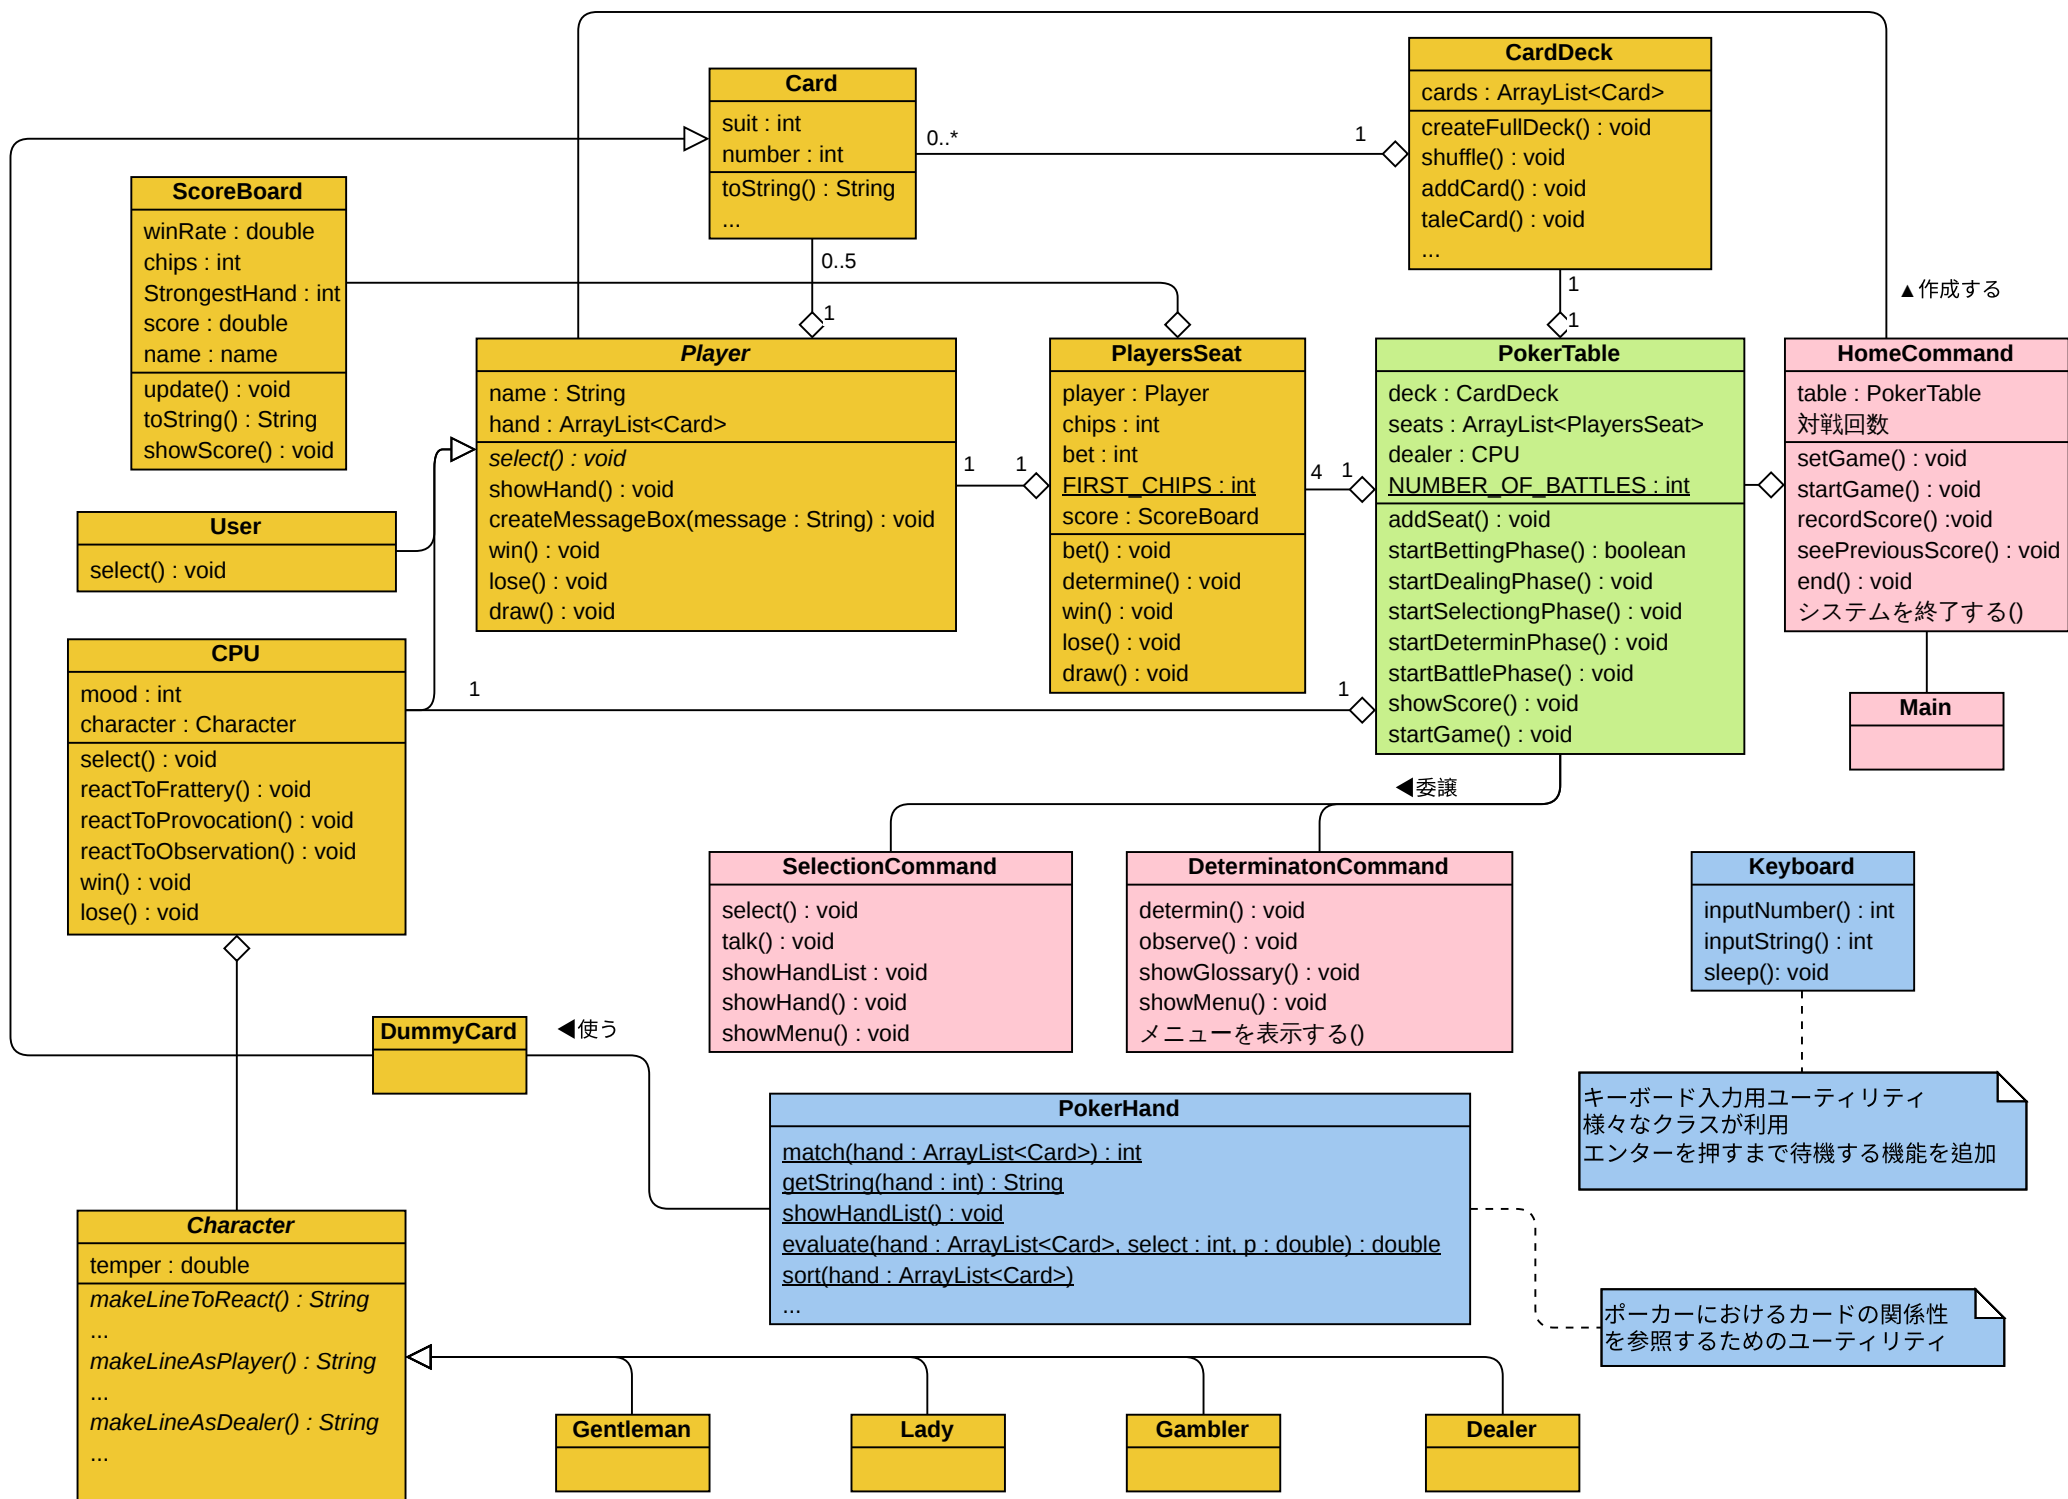 CardDeck
cards : ArrayList<Card>
createFullDeck() : void
shuffle() : void
addCard() : void
taleCard() : void
...
Card
suit : int
number : int
toString() : String
...
0..*
1
0..5
1
1
1
▲作成する
ScoreBoard
winRate : double
chips : int
StrongestHand : int
score : double
name : name
update() : void
toString() : String
showScore() : void
Player
name : String
hand : ArrayList<Card>
select() : void
showHand() : void
createMessageBox(message : String) : void
win() : void
lose() : void
draw() : void
1
1
PlayersSeat
player : Player
chips : int
bet : int
FIRST_CHIPS : int
score : ScoreBoard
bet() : void
determine() : void
win() : void
lose() : void
draw() : void
4
1
PokerTable
deck : CardDeck
seats : ArrayList<PlayersSeat>
dealer : CPU
NUMBER_OF_BATTLES : int
addSeat() : void
startBettingPhase() : boolean
startDealingPhase() : void
startSelectiongPhase() : void
startDeterminPhase() : void
startBattlePhase() : void
showScore() : void
startGame() : void
HomeCommand
table : PokerTable
対戦回数
setGame() : void
startGame() : void
recordScore() :void
seePreviousScore() : void
end() : void
システムを終了する()
User
select() : void
CPU
mood : int
character : Character
select() : void
reactToFrattery() : void
reactToProvocation() : void
reactToObservation() : void
win() : void
lose() : void
1
1
Main
◀委譲
SelectionCommand
select() : void
talk() : void
showHandList : void
showHand() : void
showMenu() : void
DeterminatonCommand
determin() : void
observe() : void
showGlossary() : void
showMenu() : void
メニューを表示する()
Keyboard
inputNumber() : int
inputString() : int
sleep(): void
DummyCard
◀使う
キーボード入力用ユーティリティ
様々なクラスが利用
エンターを押すまで待機する機能を追加
PokerHand
match(hand : ArrayList<Card>) : int
getString(hand : int) : String
showHandList() : void
evaluate(hand : ArrayList<Card>, select : int, p : double) : double
sort(hand : ArrayList<Card>)
...
ポーカーにおけるカードの関係性
を参照するためのユーティリティ
Character
temper : double
makeLineToReact() : String
...
makeLineAsPlayer() : String
...
makeLineAsDealer() : String
...
Gentleman
Lady
Gambler
Dealer